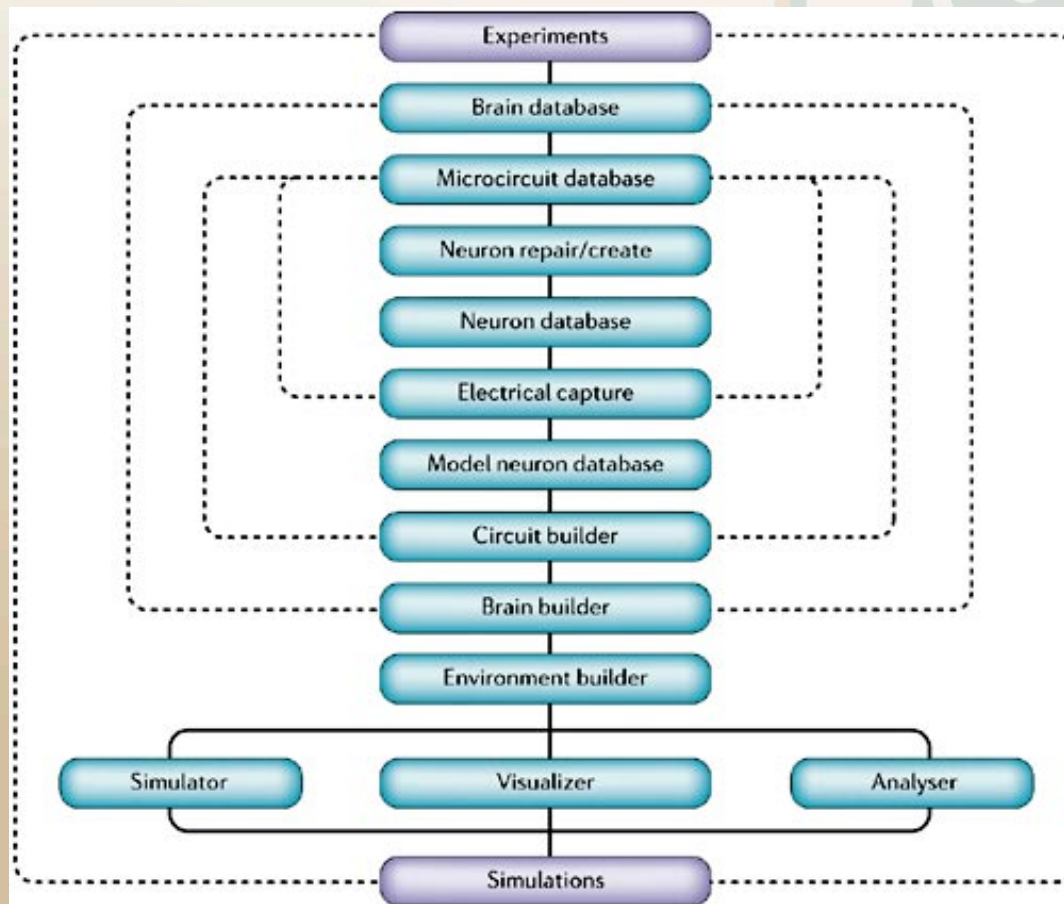 Experiments
Brain database
Microcircuit database
Neuron repair/create
Neuron database
Electrical capture
Model neuron database
Circuit builder
Brain builder
Environment builder
Simulator
Visualizer
Analyser
Simulations